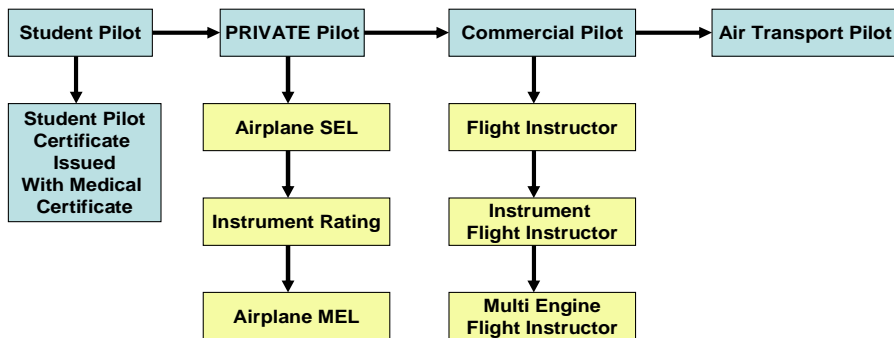 Student Pilot
PRIVATE Pilot
Commercial Pilot
Air Transport Pilot
Student Pilot
Certificate
Issued
With Medical
Certificate
Airplane SEL
Flight Instructor
Instrument Rating
Instrument
Flight Instructor
Airplane MEL
Multi Engine
Flight Instructor